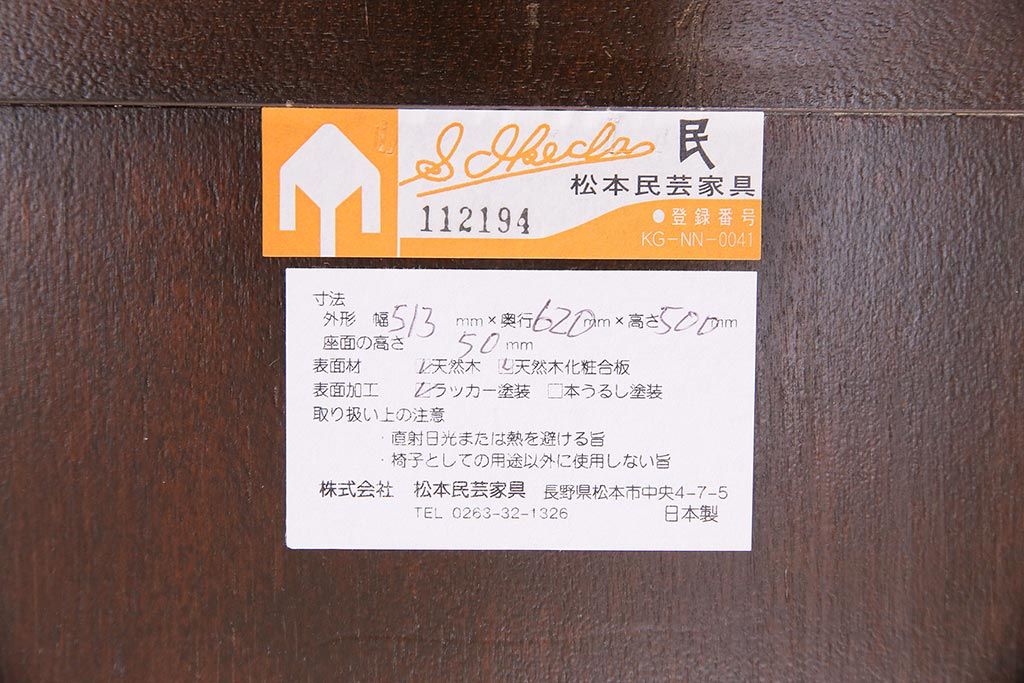 S. Ikeda 民
松本民芸家具
112194
●登録番号
KG-NN-0041
寸法
外形 幅513 mm×奥行620mm×高さ500mm
座面の高さ 50 mm
表面材 ☑天然木 ☑天然木化粧合板
表面加工 ☑ラッカー塗装 □本うるし塗装
取り扱い上の注意
・直射日光または熱を避ける旨
・椅子としての用途以外に使用しない旨
株式会社 松本民芸家具 長野県松本市中央4-7-5
TEL 0263-32-1326 日本製